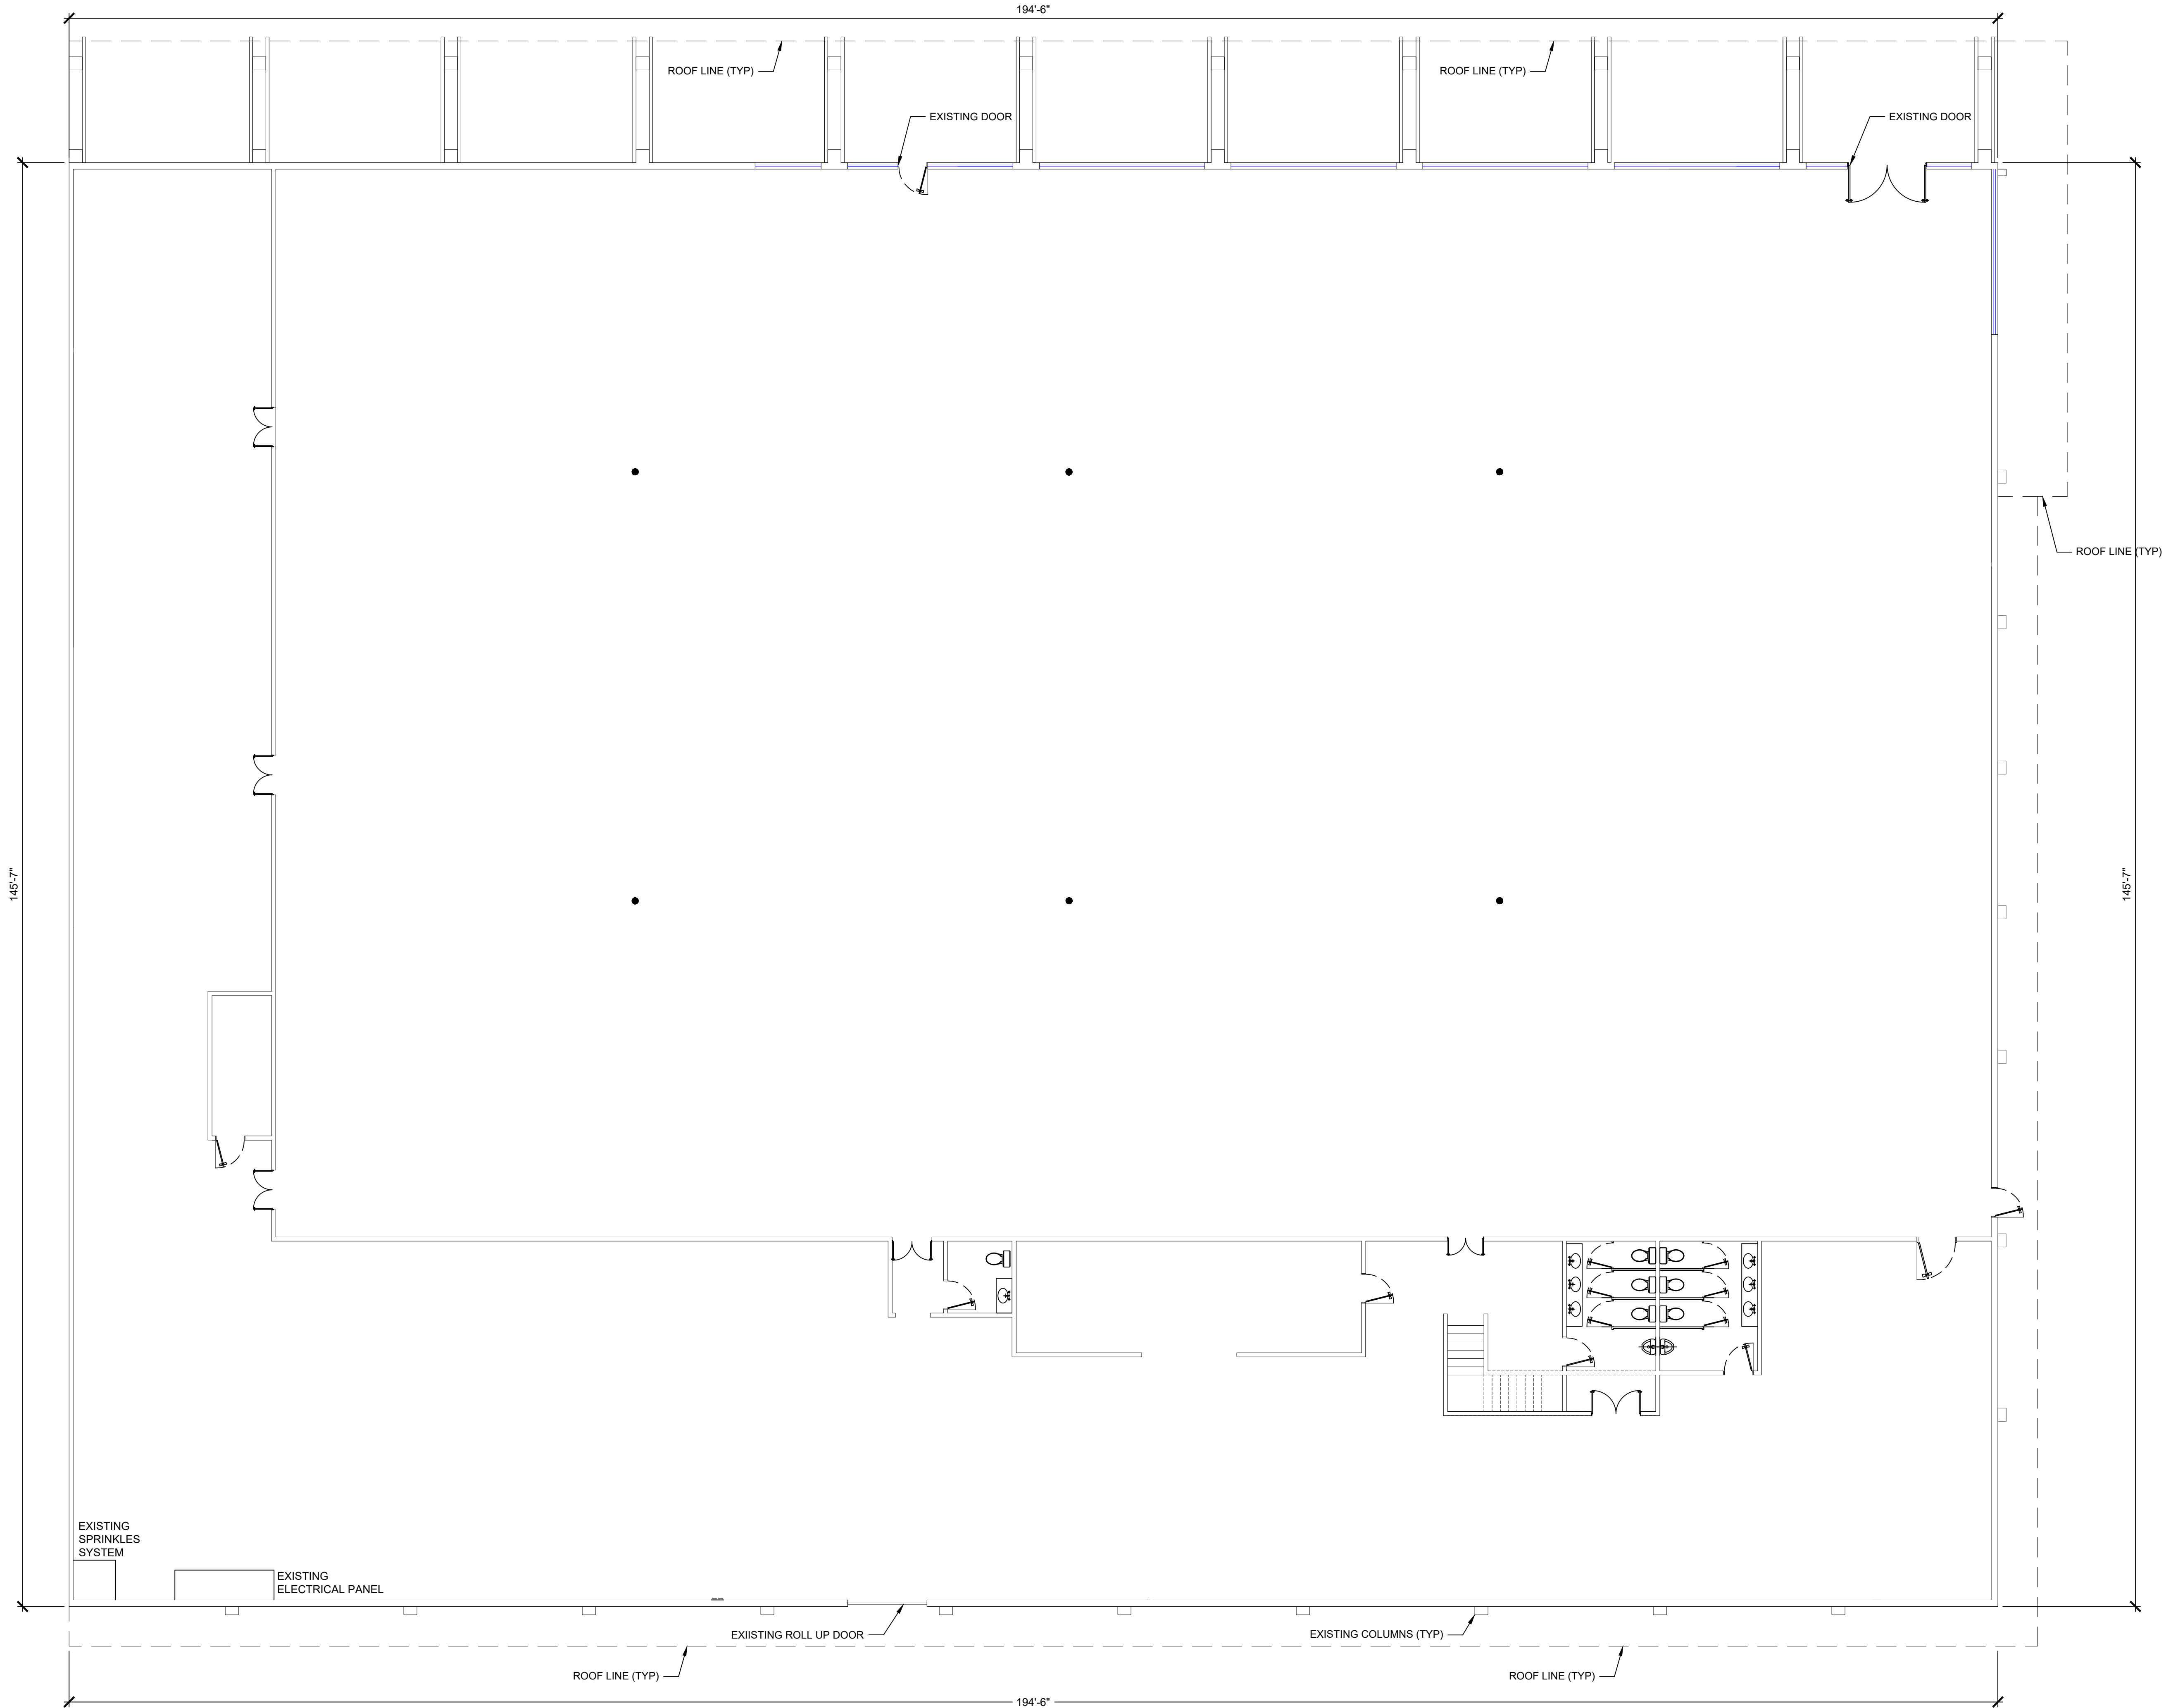 194'-6"
ROOF LINE (TYP)
ROOF LINE (TYP)
EXISTING DOOR
EXISTING DOOR
ROOF LINE (TYP)
145'-7"
145'-7"
EXISTING
SPRINKLES
SYSTEM
EXISTING
ELECTRICAL PANEL
EXIISTING ROLL UP DOOR
EXISTING COLUMNS (TYP)
ROOF LINE (TYP)
ROOF LINE (TYP)
194'-6"